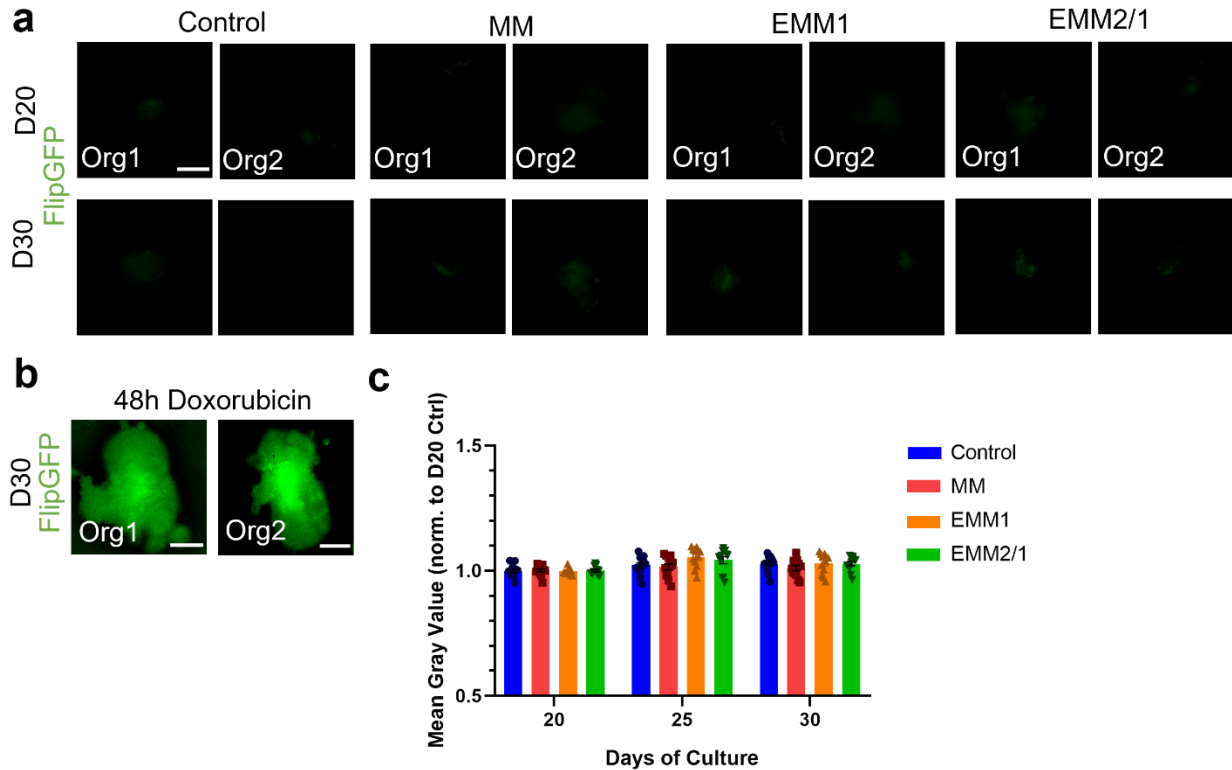 a
Control
MM
EMM1
EMM2/1
D20
D30
FlipGFP
Org1
Org2
Org1
Org2
Org1
Org2
Org1
Org2
b
48h Doxorubicin
D30
FlipGFP
Org1
Org2
c
Mean Gray Value (norm. to D20 Ctrl)
1.5
1.0
0.5
20
25
30
Days of Culture
Control
MM
EMM1
EMM2/1